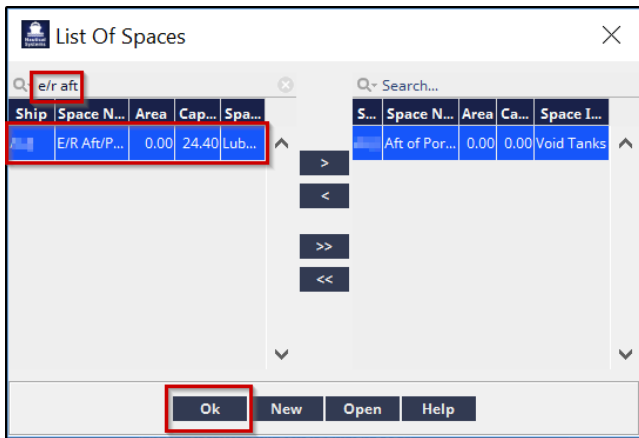 Nautical
Systems
List Of Spaces
e/r aft
Search...
Ship Space N... Area Cap... Spa...
E/R Aft/P... 0.00 24.40 Lub...
S... Space N... Area Ca... Space I...
Aft of Por... 0.00 0.00 Void Tanks
>
<
>>
<<
Ok New Open Help